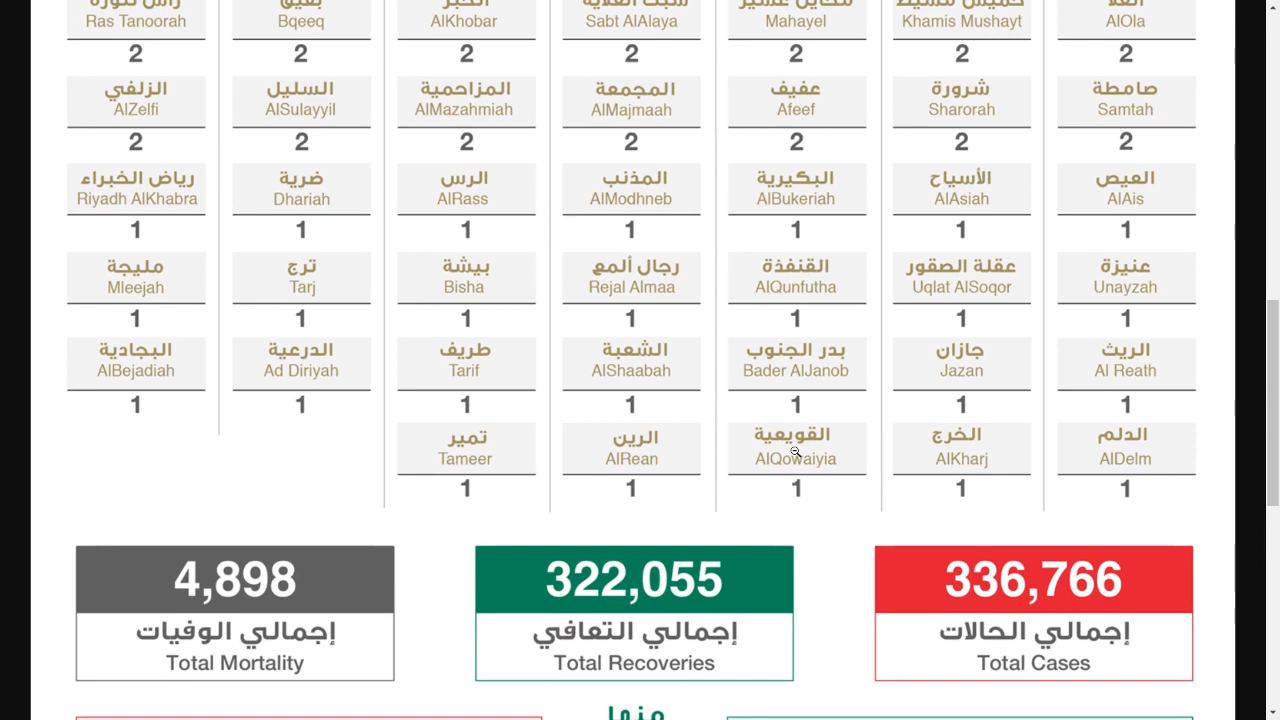 Ras Tanoorah Bqeeq AlKhobar Sabt AlAlaya Mahayel Khamis Mushayt AlOla
2 2 2 2 2 2 2
الزلفي السليل المزاحمية المجمعة عفيف شرورة صامطة
AlZelfi AlSulayyil AlMazahmiah AlMajmaah Afeef Sharorah Samtah
2 2 2 2 2 2 2
رياض الخبراء ضرية الرس المذنب البكيرية الأسياح العيص
Riyadh AlKhabra Dhariah AlRass AlModhneb AlBukeriah AlAsiah AlAis
1 1 1 1 1 1 1
مليجة ترج بيشة رجال ألمع القنفذة عقلة الصقور عنيزة
Mleejah Tarj Bisha Rejal Almaa AlQunfutha Uqlat AlSoqor Unayzah
1 1 1 1 1 1 1
البجادية الدرعية طريف الشعبة بدر الجنوب جازان الريث
AlBejadiah Ad Diriyah Tarif AlShaabah Bader AlJanob Jazan Al Reath
1 1 1 1 1 1 1
تمير الرين القويعية الخرج الدلم
Tameer AlRean AlQowaiyia AlKharj AlDelm
1 1 1 1 1
4,898 322,055 336,766
إجمالي الوفيات إجمالي التعافي إجمالي الحالات
Total Mortality Total Recoveries Total Cases
منها